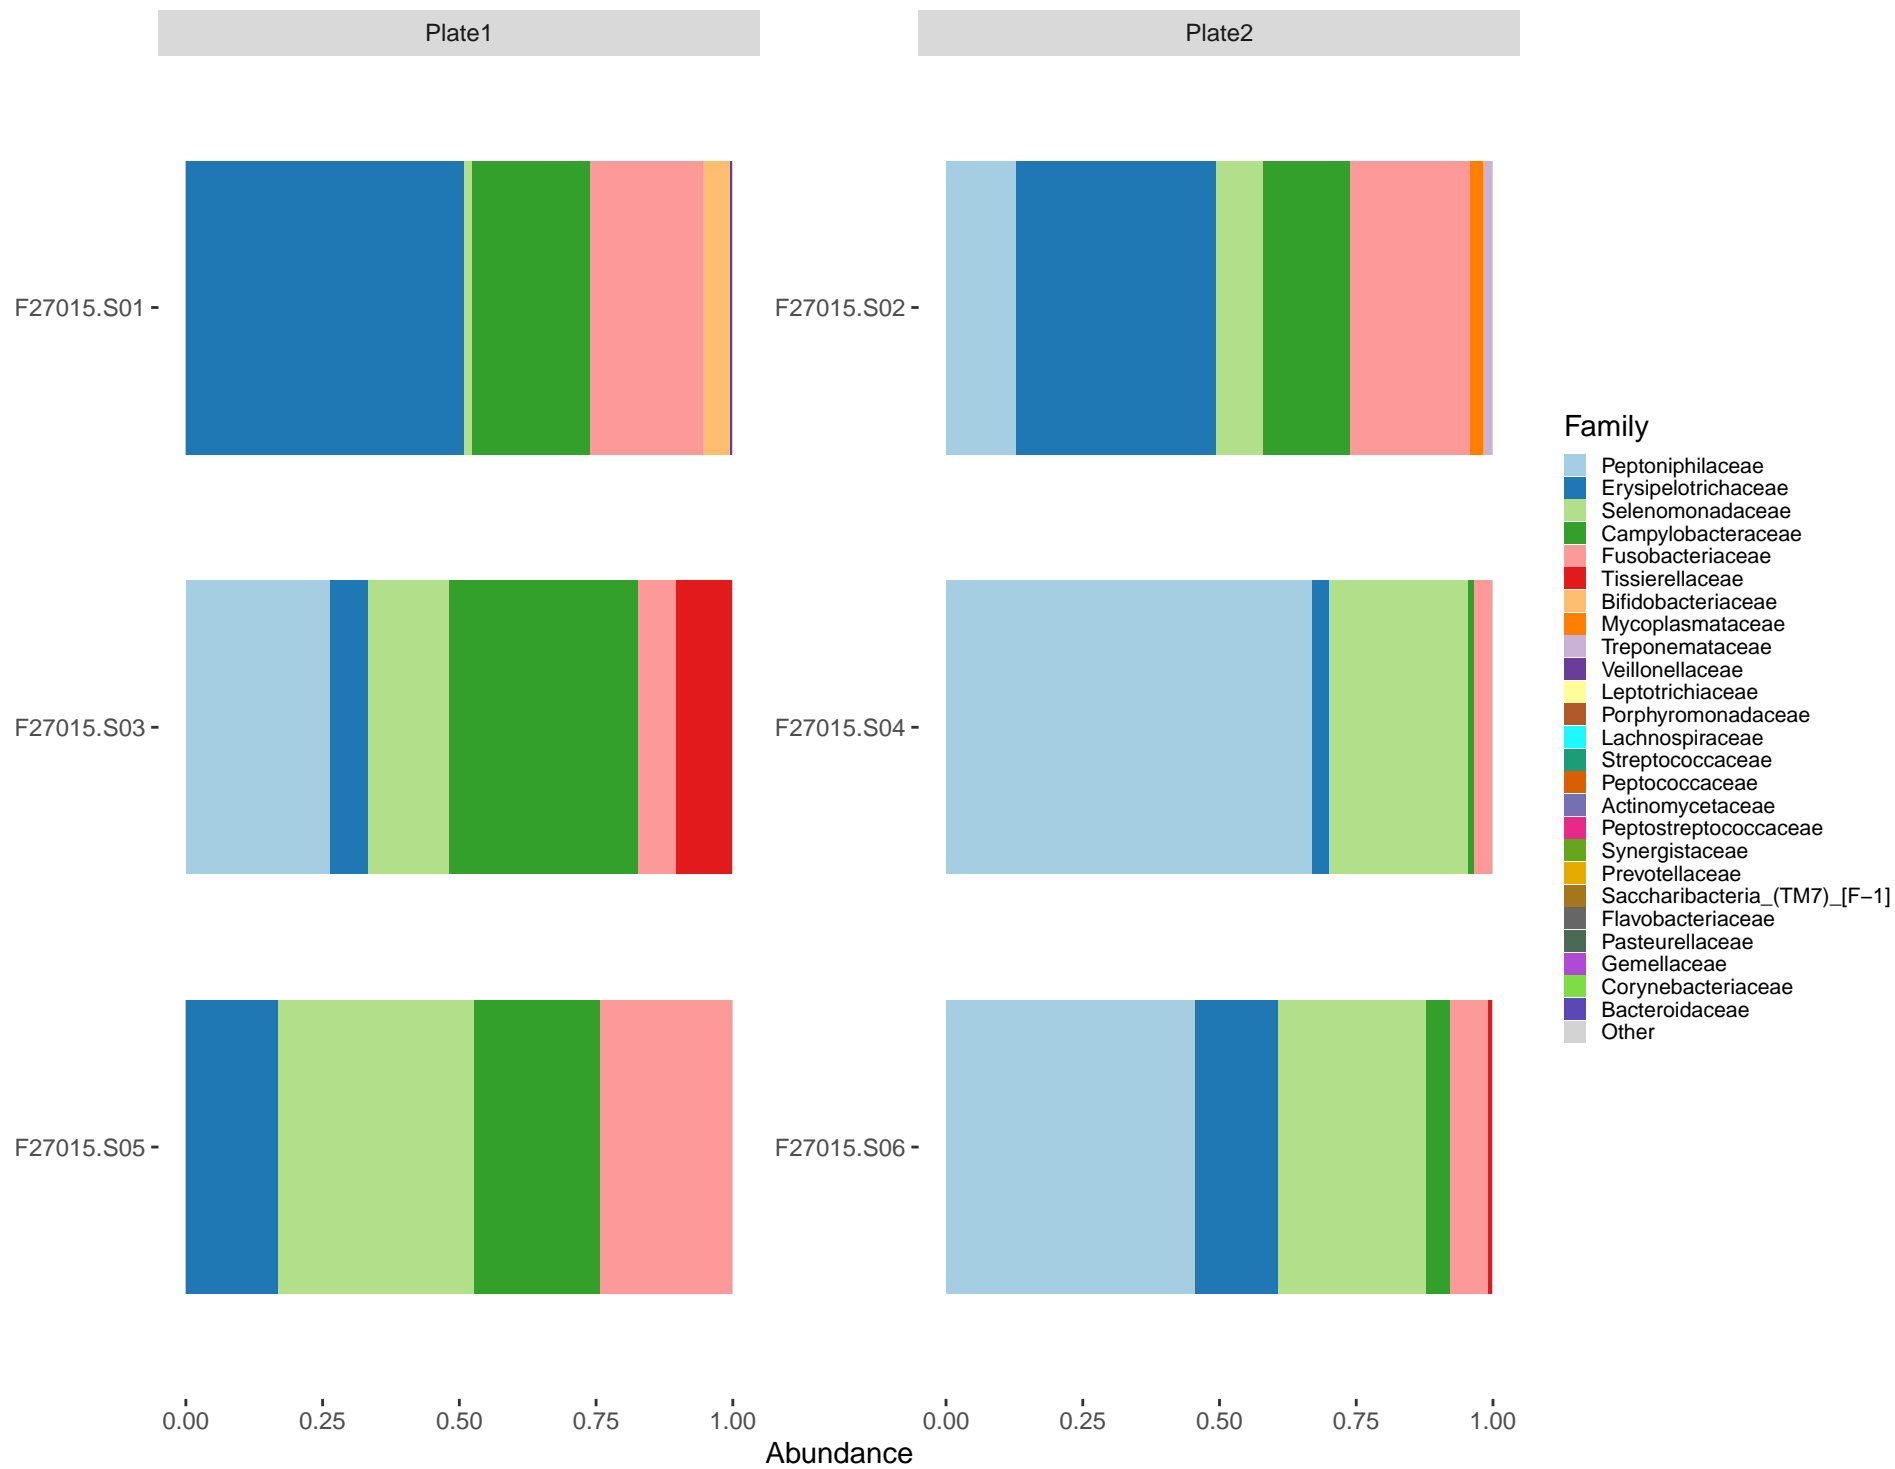 Plate1
Plate2
F27015.S01
F27015.S02
F27015.S03
F27015.S04
F27015.S05
F27015.S06
0.00 0.25 0.50 0.75 1.00
0.00 0.25 0.50 0.75 1.00
Abundance
Family
Peptoniphilaceae
Erysipelotrichaceae
Selenomonadaceae
Campylobacteraceae
Fusobacteriaceae
Tissierellaceae
Bifidobacteriaceae
Mycoplasmataceae
Treponemataceae
Veillonellaceae
Leptotrichiaceae
Porphyromonadaceae
Lachnospiraceae
Streptococcaceae
Peptococcaceae
Actinomycetaceae
Peptostreptococcaceae
Synergistaceae
Prevotellaceae
Saccharibacteria_(TM7)_[F−1]
Flavobacteriaceae
Pasteurellaceae
Gemellaceae
Corynebacteriaceae
Bacteroidaceae
Other